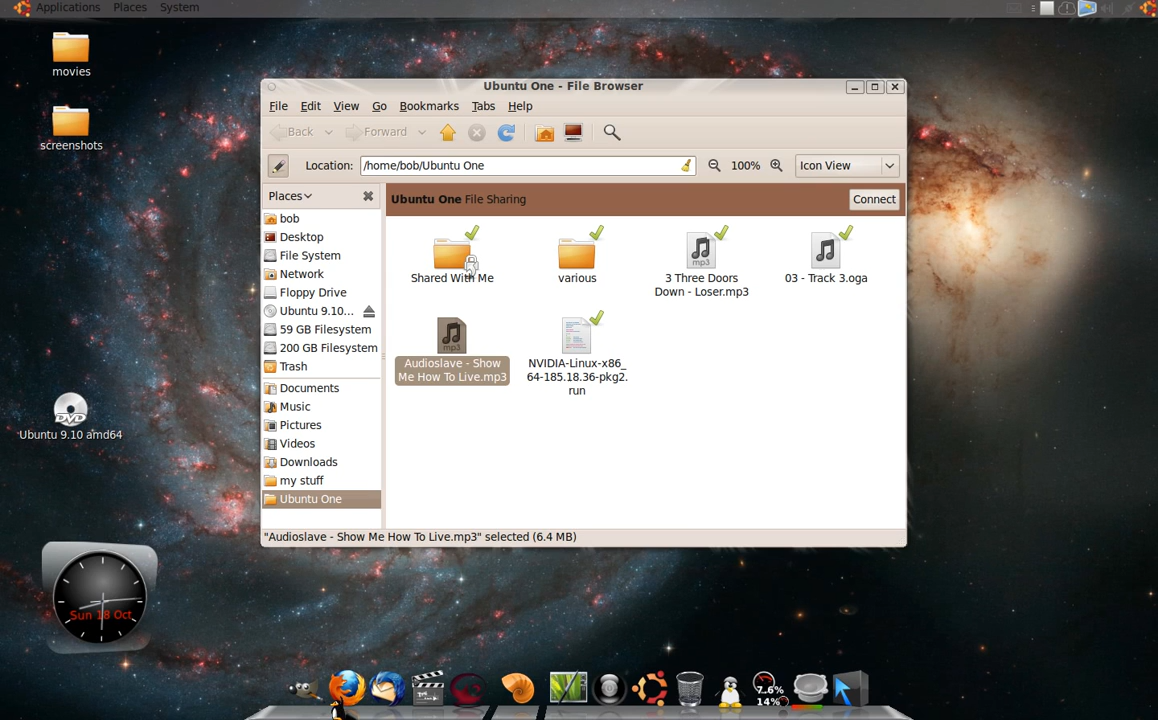 Applications Places System
movies
screenshots
Ubuntu 9.10 amd64
Sun 18 Oct
Ubuntu One - File Browser
File Edit View Go Bookmarks Tabs Help
Back Forward
Location: /home/bob/Ubuntu One 100% Icon View
Places
bob
Desktop
File System
Network
Floppy Drive
Ubuntu 9.10...
59 GB Filesystem
200 GB Filesystem
Trash
Documents
Music
Pictures
Videos
Downloads
my stuff
Ubuntu One
Ubuntu One File Sharing Connect
Shared With Me
various
mp3
3 Three Doors
Down - Loser.mp3
03 - Track 3.oga
mp3
Audioslave - Show
Me How To Live.mp3
NVIDIA-Linux-x86_
64-185.18.36-pkg2.
run
"Audioslave - Show Me How To Live.mp3" selected (6.4 MB)
7.6%
14%
DVD